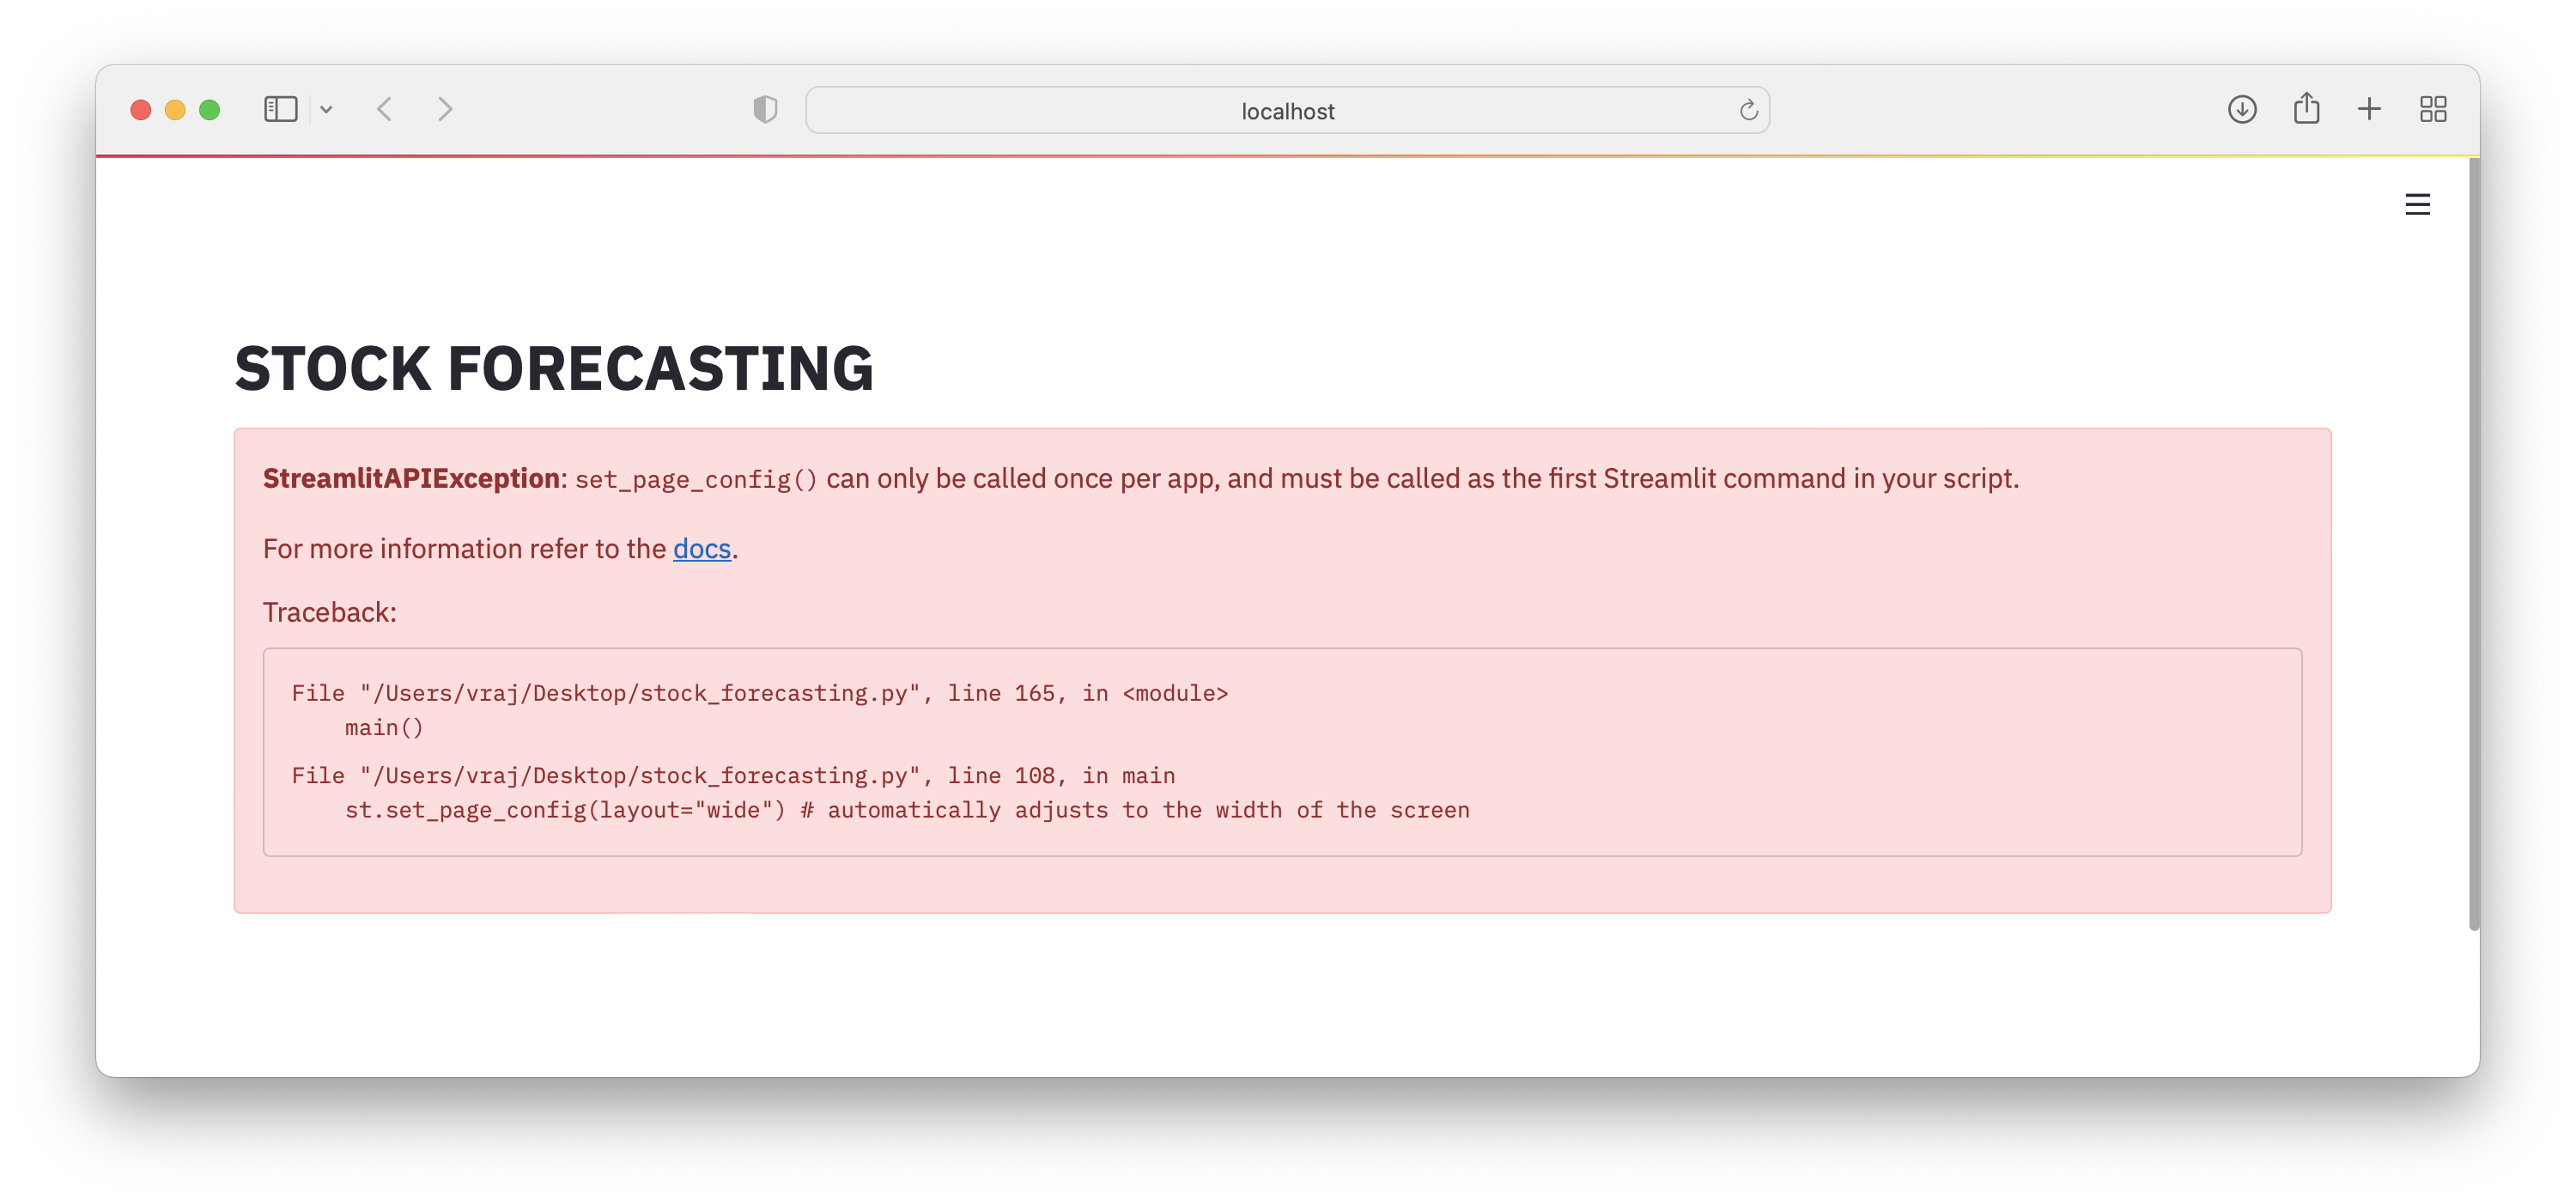 localhost
STOCK FORECASTING
StreamlitAPIException: set_page_config() can only be called once per app, and must be called as the first Streamlit command in your script.
For more information refer to the docs.
Traceback:
File "/Users/vraj/Desktop/stock_forecasting.py", line 165, in <module>
    main()
File "/Users/vraj/Desktop/stock_forecasting.py", line 108, in main
    st.set_page_config(layout="wide") # automatically adjusts to the width of the screen